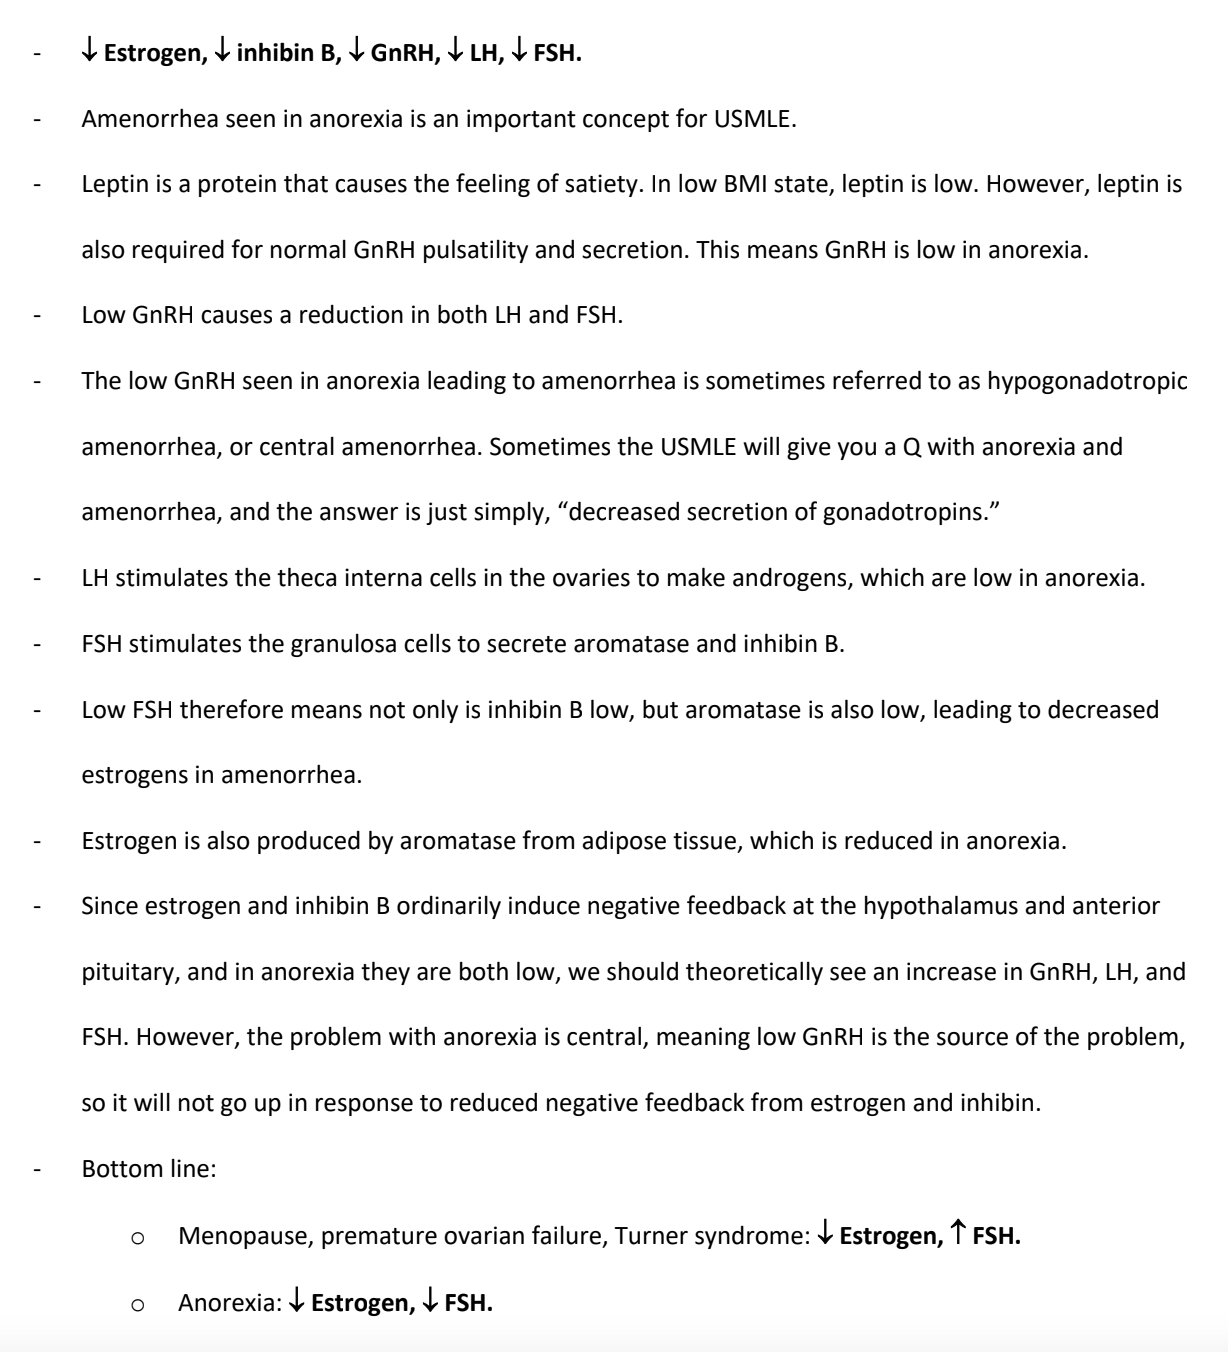 - ↓ Estrogen, ↓ inhibin B, ↓ GnRH, ↓ LH, ↓ FSH.
- Amenorrhea seen in anorexia is an important concept for USMLE.
- Leptin is a protein that causes the feeling of satiety. In low BMI state, leptin is low. However, leptin is
also required for normal GnRH pulsatility and secretion. This means GnRH is low in anorexia.
- Low GnRH causes a reduction in both LH and FSH.
- The low GnRH seen in anorexia leading to amenorrhea is sometimes referred to as hypogonadotropic
amenorrhea, or central amenorrhea. Sometimes the USMLE will give you a Q with anorexia and
amenorrhea, and the answer is just simply, “decreased secretion of gonadotropins.”
- LH stimulates the theca interna cells in the ovaries to make androgens, which are low in anorexia.
- FSH stimulates the granulosa cells to secrete aromatase and inhibin B.
- Low FSH therefore means not only is inhibin B low, but aromatase is also low, leading to decreased
estrogens in amenorrhea.
- Estrogen is also produced by aromatase from adipose tissue, which is reduced in anorexia.
- Since estrogen and inhibin B ordinarily induce negative feedback at the hypothalamus and anterior
pituitary, and in anorexia they are both low, we should theoretically see an increase in GnRH, LH, and
FSH. However, the problem with anorexia is central, meaning low GnRH is the source of the problem,
so it will not go up in response to reduced negative feedback from estrogen and inhibin.
- Bottom line:
o Menopause, premature ovarian failure, Turner syndrome: ↓ Estrogen, ↑ FSH.
o Anorexia: ↓ Estrogen, ↓ FSH.